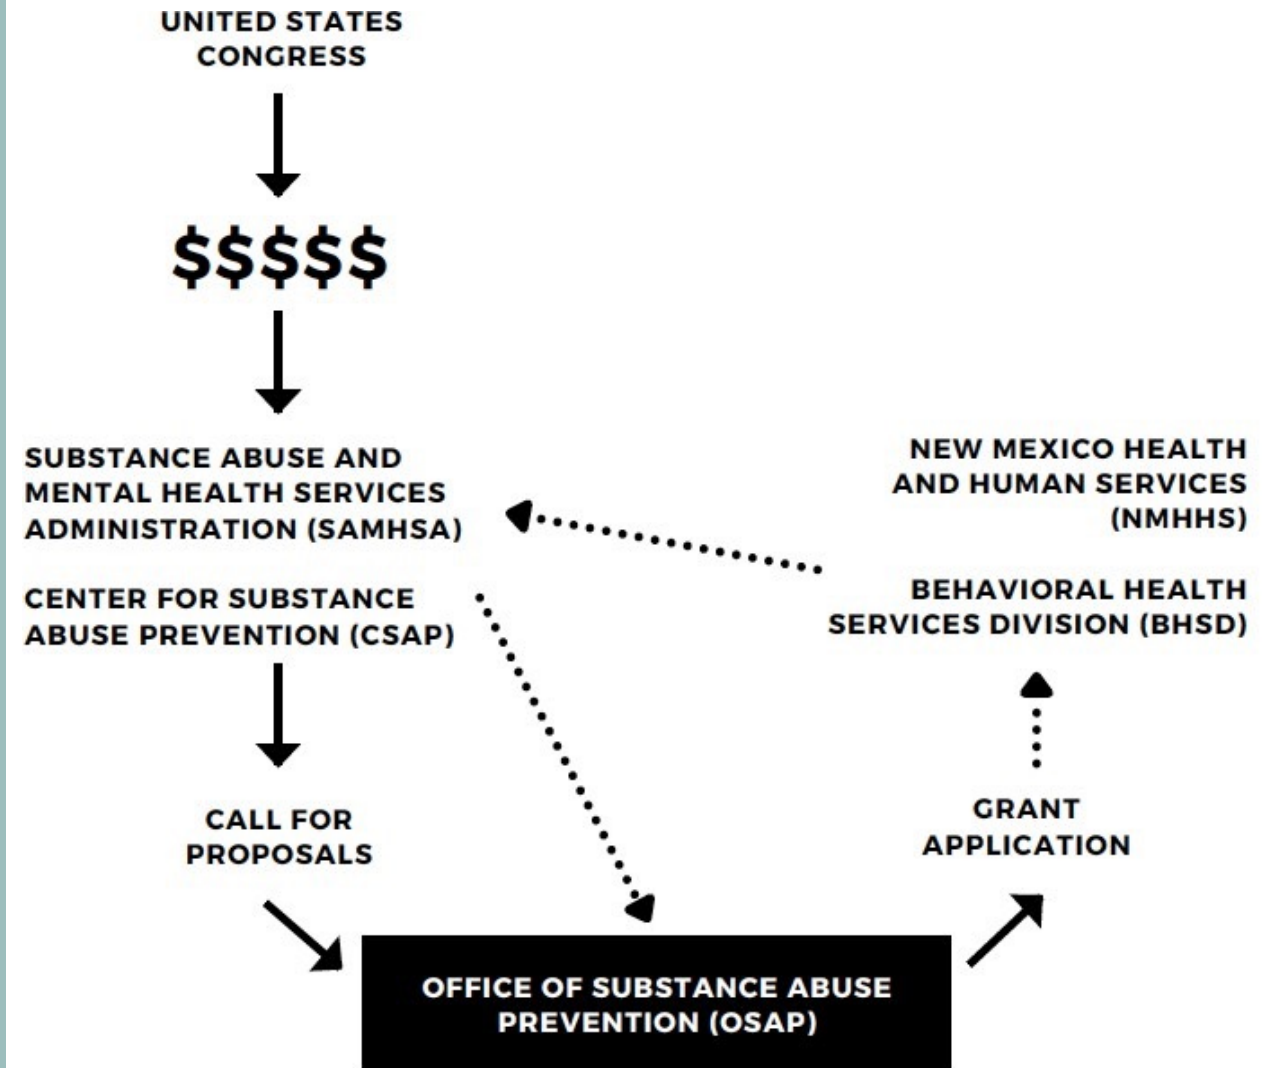 UNITED STATES
CONGRESS
$$$$$
SUBSTANCE ABUSE AND
MENTAL HEALTH SERVICES
ADMINISTRATION (SAMHSA)
CENTER FOR SUBSTANCE
ABUSE PREVENTION (CSAP)
CALL FOR
PROPOSALS
OFFICE OF SUBSTANCE ABUSE
PREVENTION (OSAP)
GRANT
APPLICATION
NEW MEXICO HEALTH
AND HUMAN SERVICES
(NMHHS)
BEHAVIORAL HEALTH
SERVICES DIVISION (BHSD)